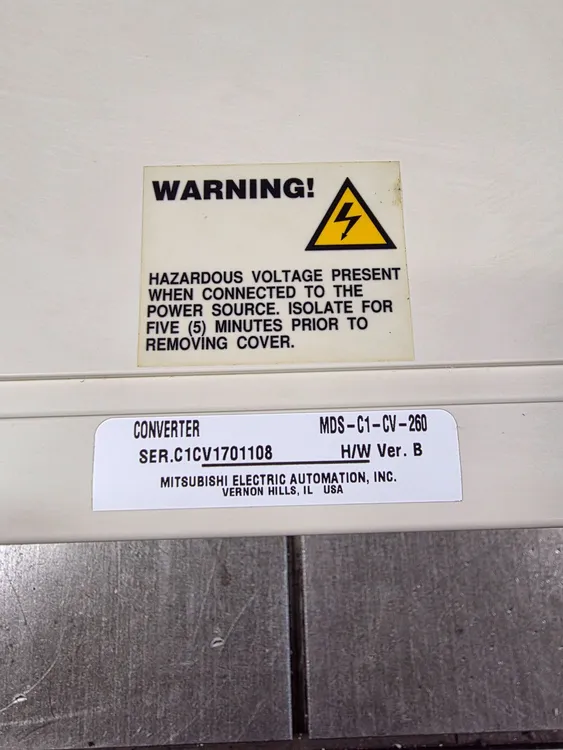 WARNING!
HAZARDOUS VOLTAGE PRESENT
WHEN CONNECTED TO THE
POWER SOURCE. ISOLATE FOR
FIVE (5) MINUTES PRIOR TO
REMOVING COVER.
CONVERTER MDS-C1-CV-260
SER.C1CV1701108 H/W Ver. B
MITSUBISHI ELECTRIC AUTOMATION, INC.
VERNON HILLS, IL USA